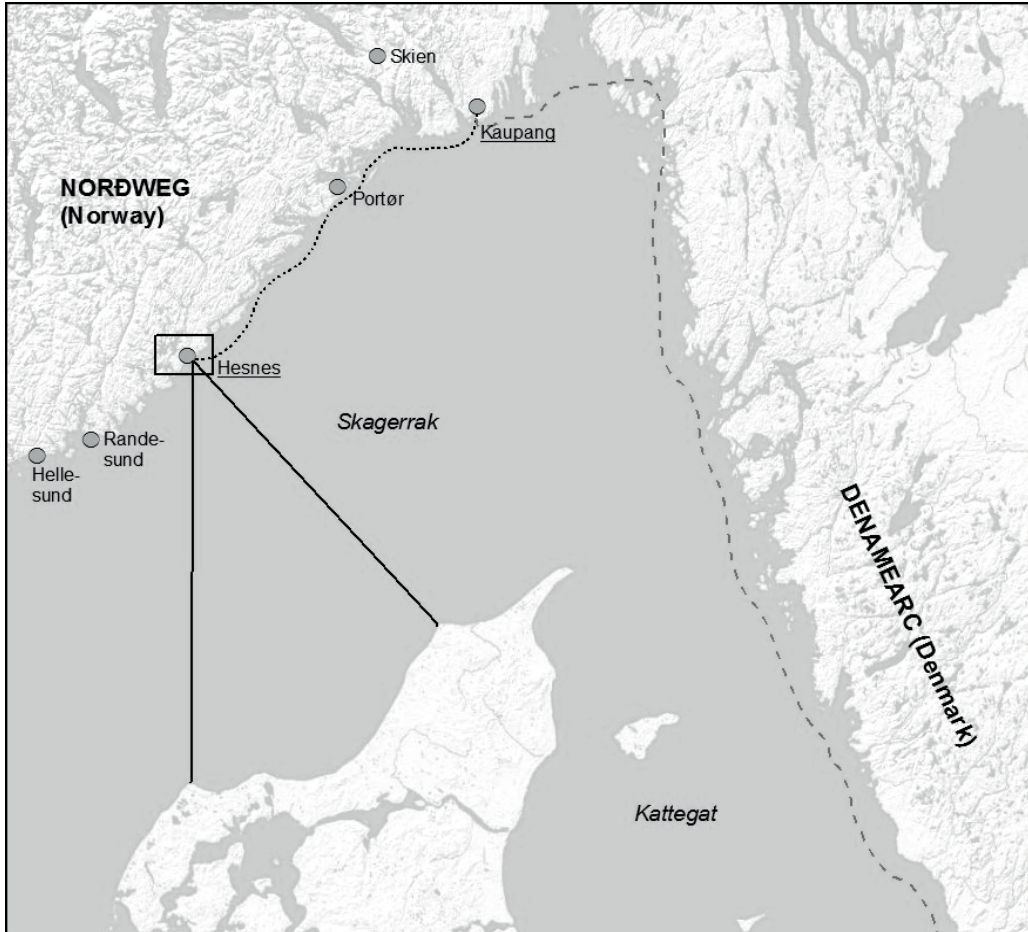 Skien
Kaupang
NORÐWEG
(Norway)
Portør
Hesnes
Skagerrak
Rande-
sund
Helle-
sund
DENAMEARC (Denmark)
Kattegat